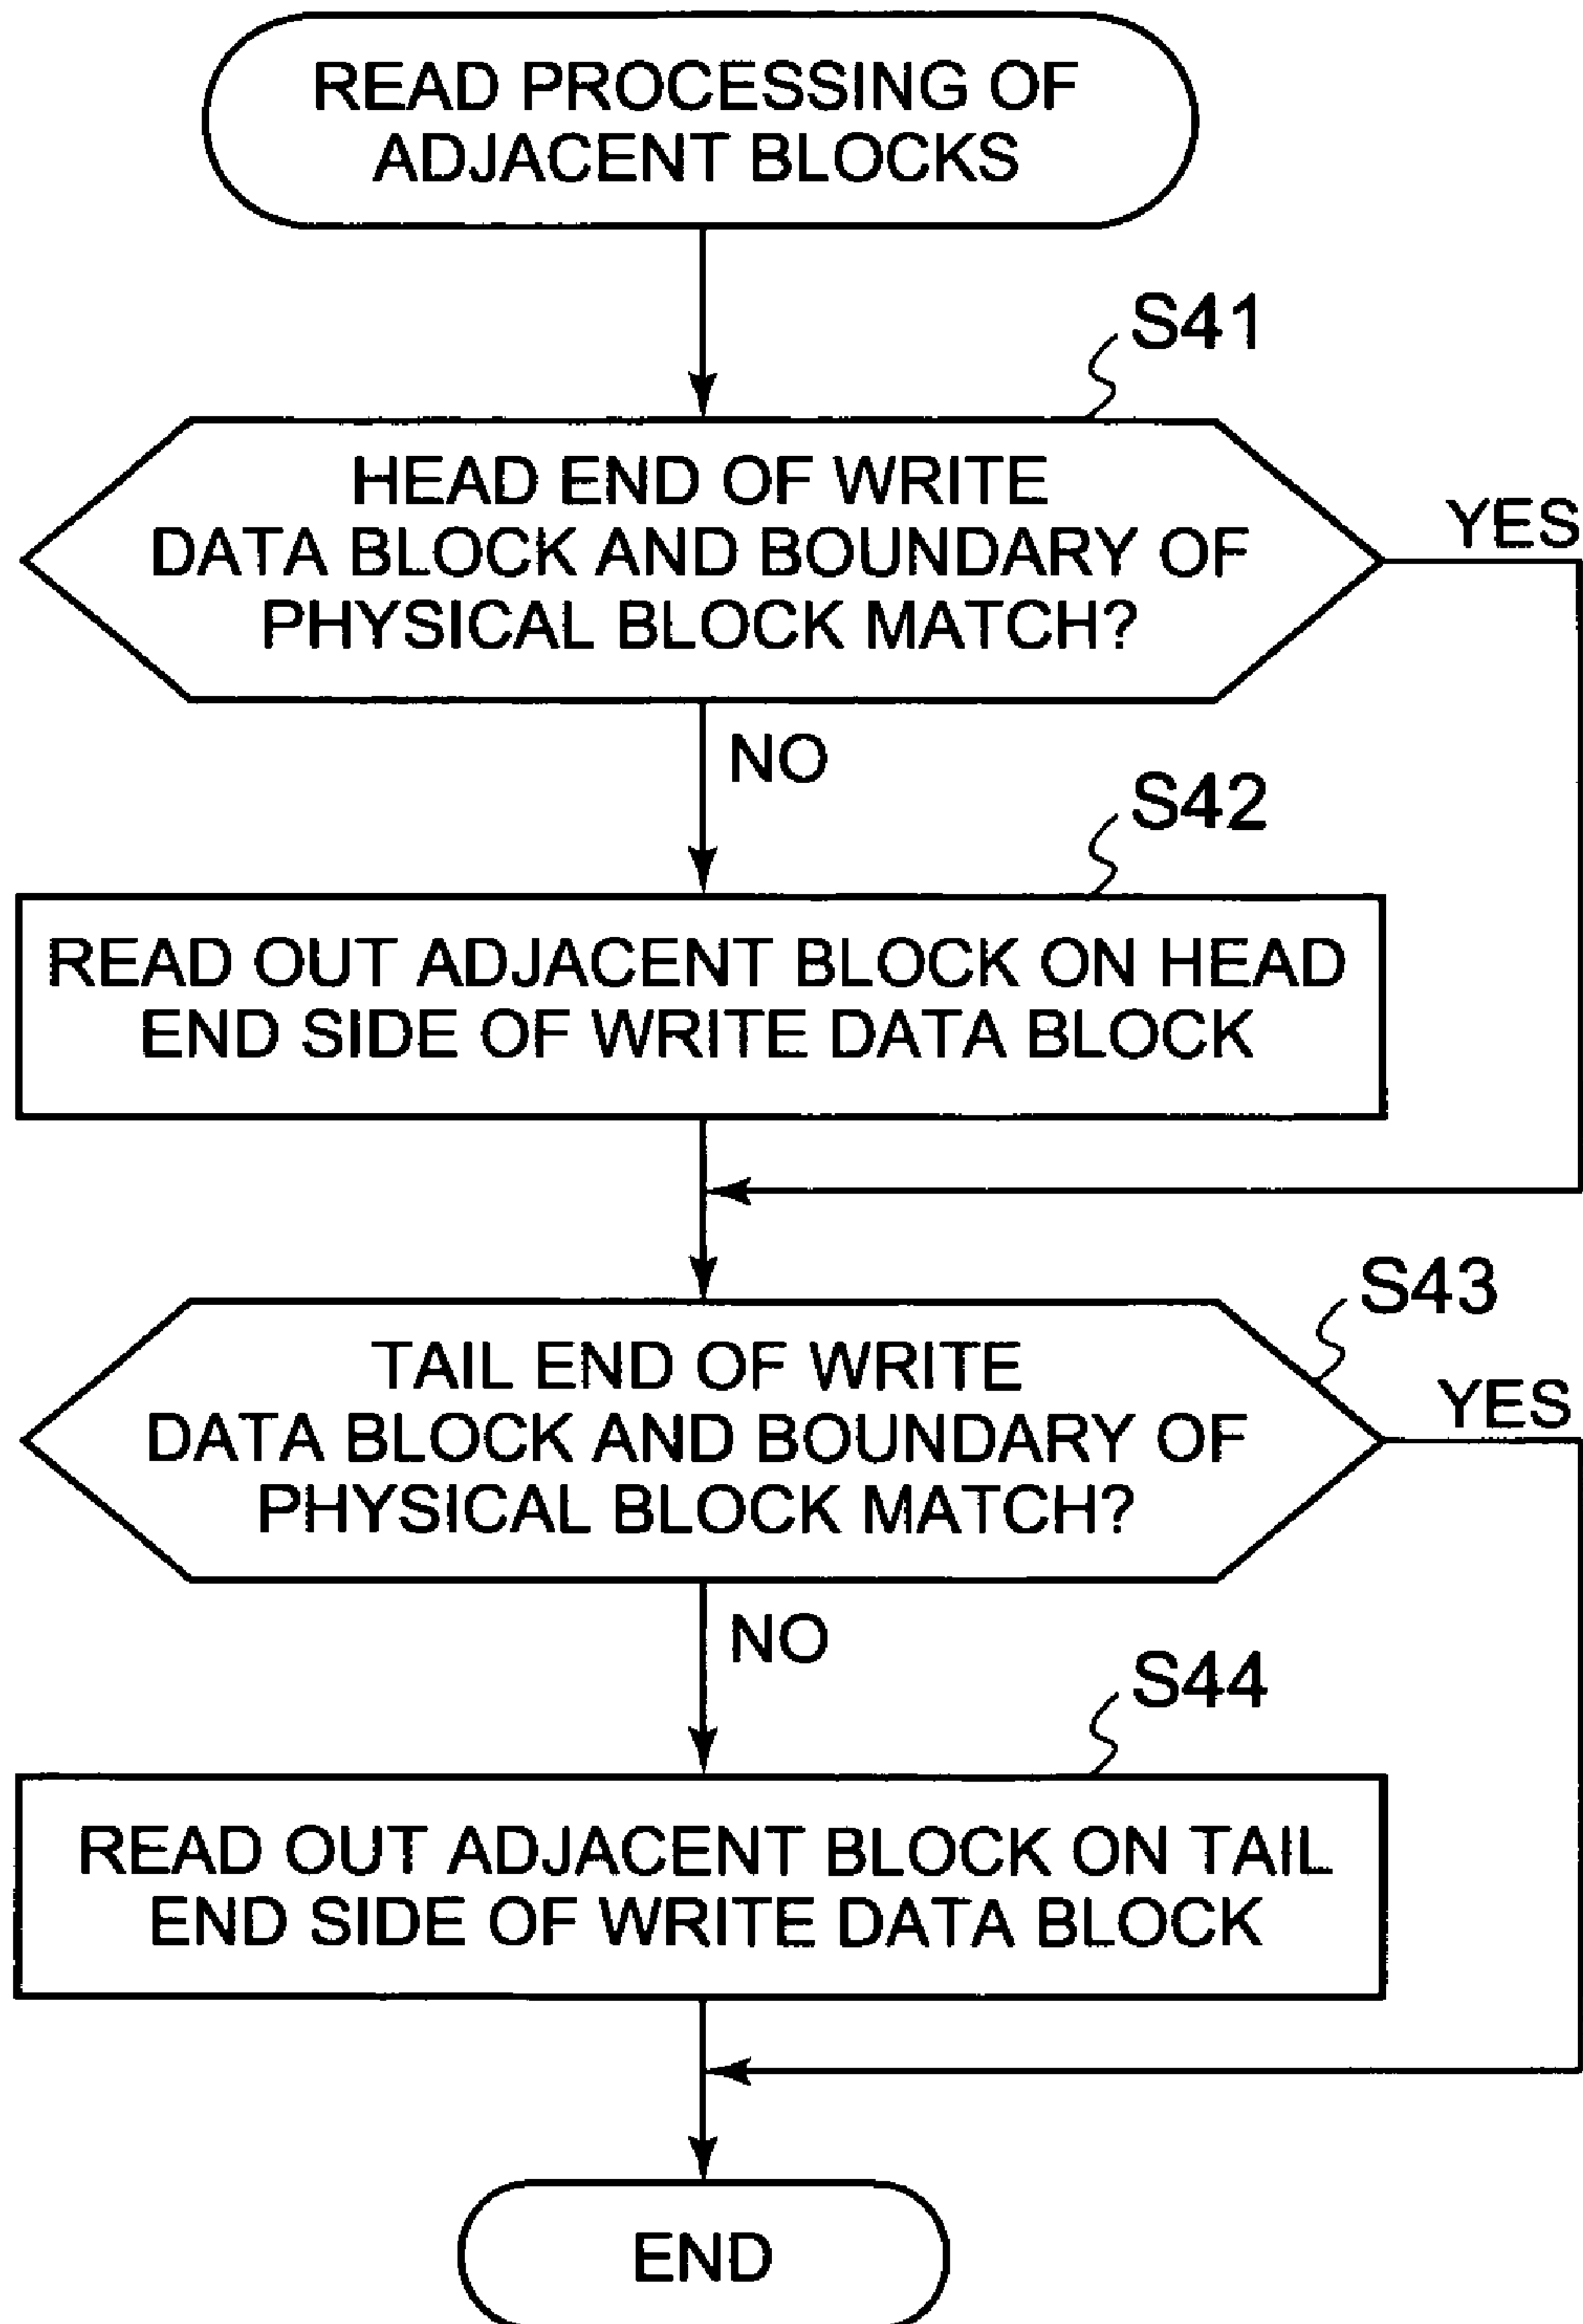 READ PROCESSING OF
ADJACENT BLOCKS
S41
HEAD END OF WRITE
DATA BLOCK AND BOUNDARY OF
PHYSICAL BLOCK MATCH?
YES
NO
S42
READ OUT ADJACENT BLOCK ON HEAD
END SIDE OF WRITE DATA BLOCK
S43
TAIL END OF WRITE
DATA BLOCK AND BOUNDARY OF
PHYSICAL BLOCK MATCH?
YES
NO
S44
READ OUT ADJACENT BLOCK ON TAIL
END SIDE OF WRITE DATA BLOCK
END